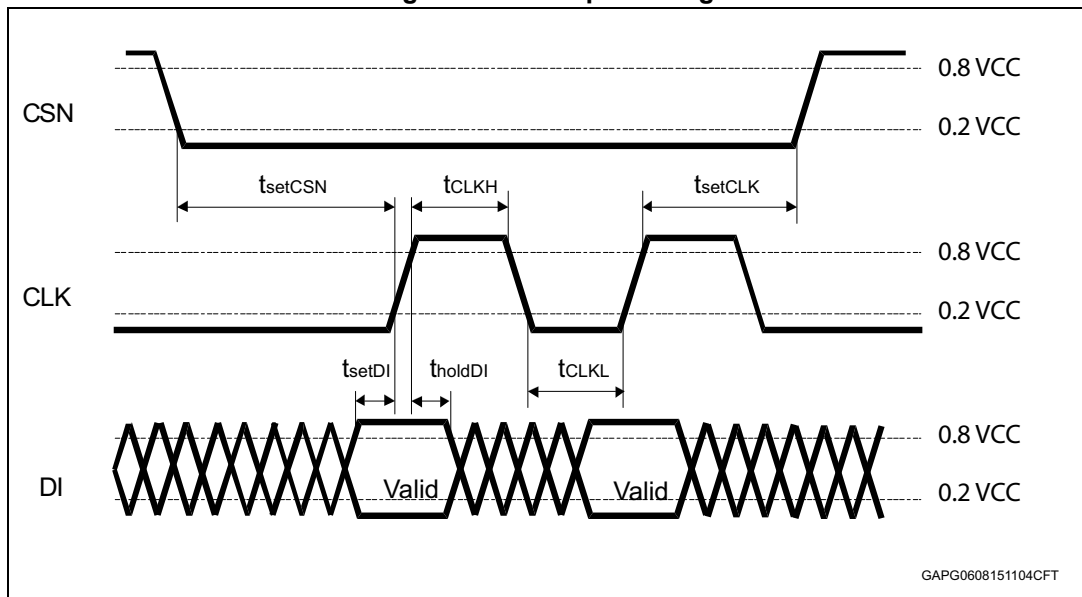 0.8 VCC
CSN
0.2 VCC
tsetCSN
tCLKH
tsetCLK
0.8 VCC
CLK
0.2 VCC
tsetDI
tholdDI
tCLKL
0.8 VCC
DI
Valid
Valid
0.2 VCC
GAPG0608151104CFT